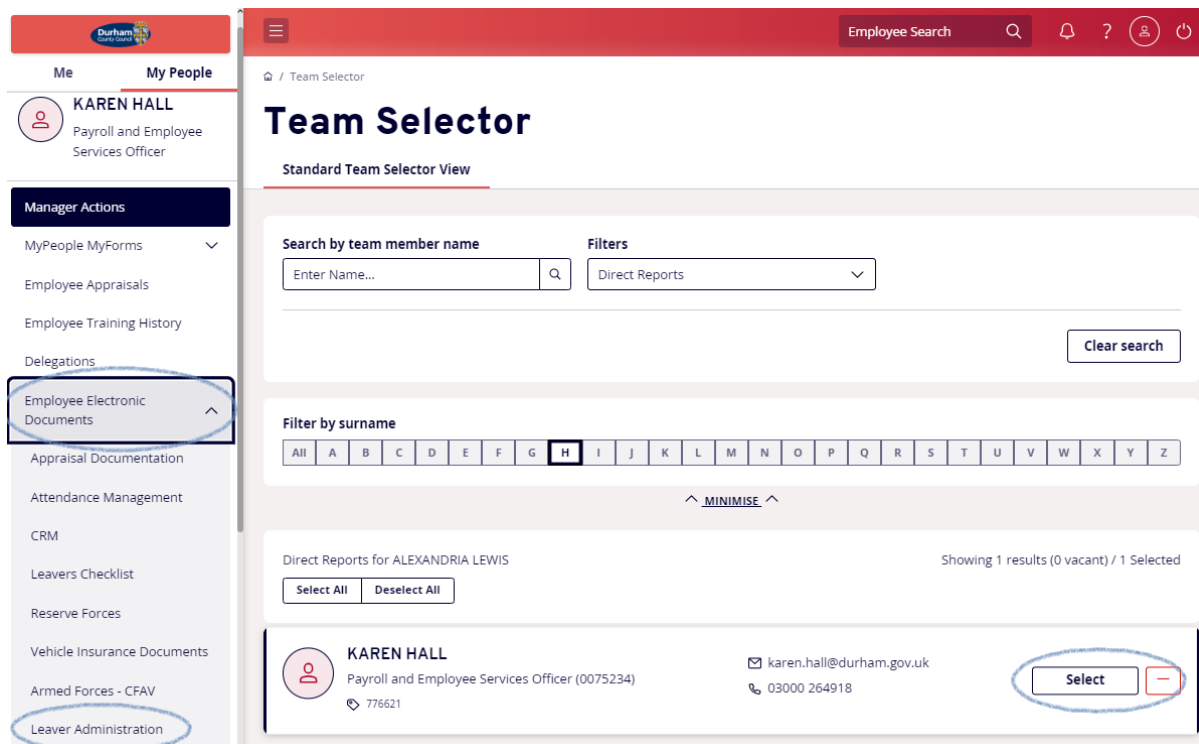 Durham
County Council
Employee Search
?
Me
My People
KAREN HALL
Payroll and Employee
Services Officer
Manager Actions
MyPeople MyForms
Employee Appraisals
Employee Training History
Delegations
Employee Electronic
Documents
Appraisal Documentation
Attendance Management
CRM
Leavers Checklist
Reserve Forces
Vehicle Insurance Documents
Armed Forces - CFAV
Leaver Administration
/ Team Selector
Team Selector
Standard Team Selector View
Search by team member name
Filters
Enter Name...
Direct Reports
Clear search
Filter by surname
All A B C D E F G H I J K L M N O P Q R S T U V W X Y Z
MINIMISE
Direct Reports for ALEXANDRIA LEWIS
Showing 1 results (0 vacant) / 1 Selected
Select All
Deselect All
KAREN HALL
Payroll and Employee Services Officer (0075234)
776621
karen.hall@durham.gov.uk
03000 264918
Select